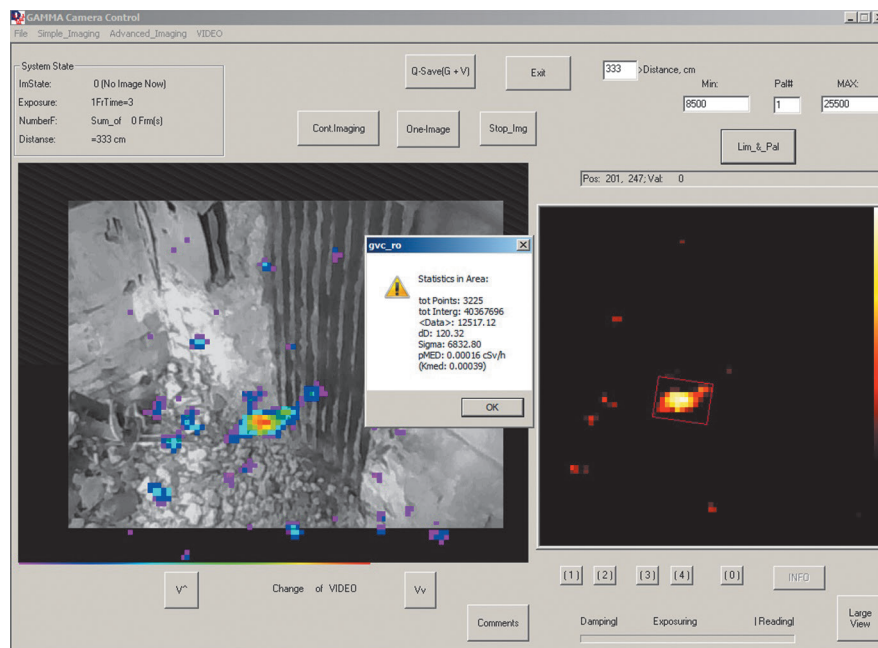 GAMMA Camera Control
File Simple_Imaging Advanced_Imaging VIDEO
System State
ImState: 0 (No Image Now)
Exposure: 1FrTime=3
NumberF: Sum_of 0 Frm(s)
Distanse: =333 cm
Q-Save(G + V)
Exit
333 >Distance, cm
Min: Pal# MAX:
8500 1 25500
Cont.Imaging One-Image Stop_Img
Lim_&_Pal
Pos: 201, 247; Val: 0
gvc_ro
Statistics in Area:
tot Points: 3225
tot Interg: 40367696
<Data>: 12517.12
dD: 120.32
Sigma: 6832.80
pMED: 0.00016 cSv/h
(Kmed: 0.00039)
OK
V^ Change of VIDEO Vv
(1) (2) (3) (4) (0) INFO
Comments
Damping| Exposuring | Reading|
Large
View